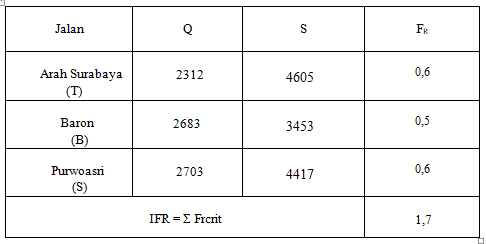 Jalan Q S FR
Arah Surabaya 2312 4605 0,6
(T)
Baron 2683 3453 0,5
(B)
Purwoasri 2703 4417 0,6
(S)
IFR = Σ Frcrit 1,7